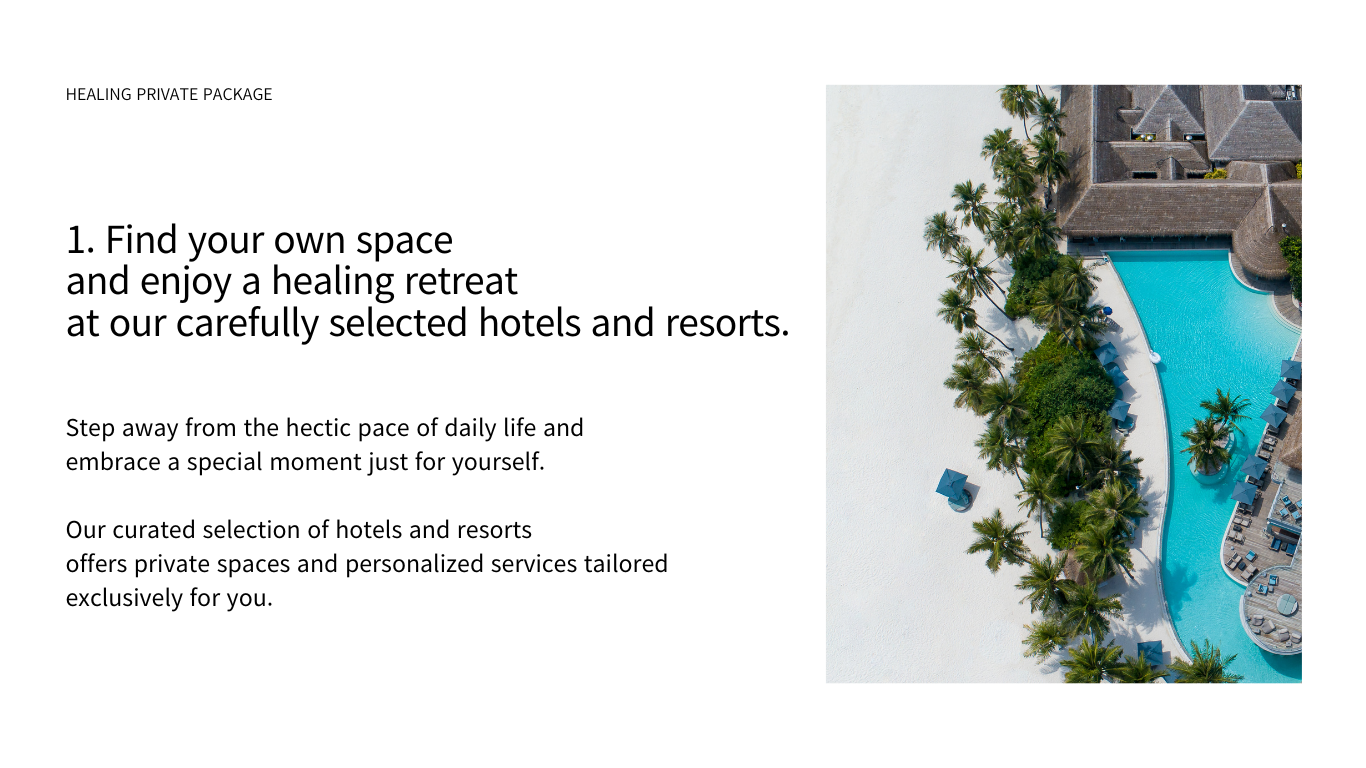 HEALING PRIVATE PACKAGE
1. Find your own space
and enjoy a healing retreat
at our carefully selected hotels and resorts.
Step away from the hectic pace of daily life and
embrace a special moment just for yourself.
Our curated selection of hotels and resorts
offers private spaces and personalized services tailored
exclusively for you.